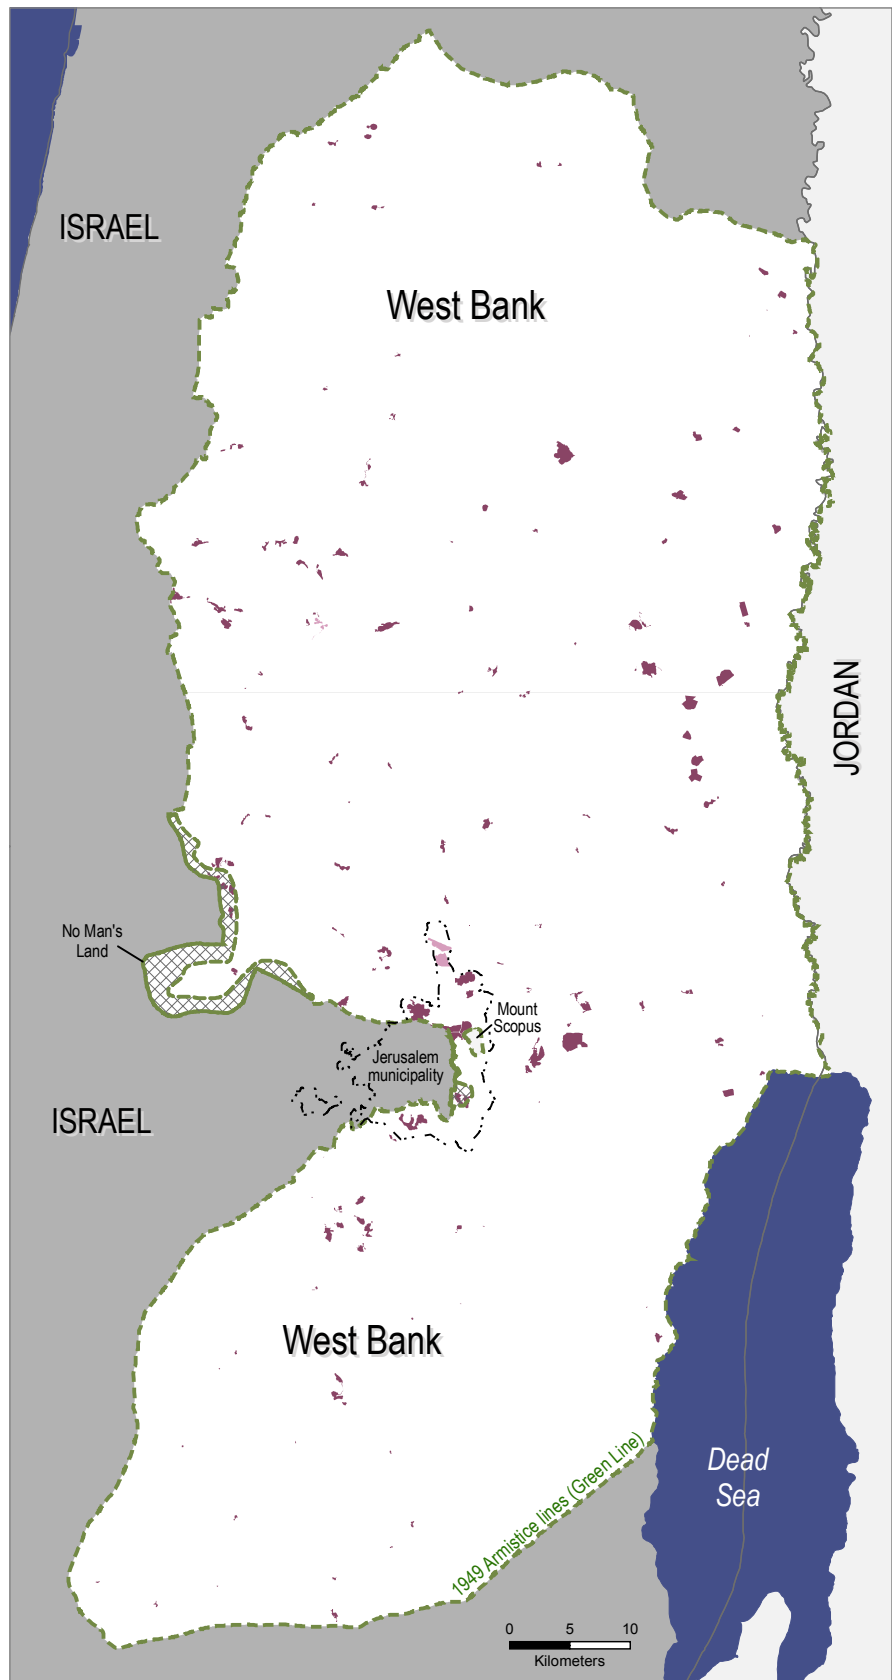 ISRAEL
West Bank
JORDAN
No Man's
Land
Mount
Scopus
Jerusalem
municipality
ISRAEL
West Bank
1949 Armistice lines (Green Line)
Dead
Sea
0 5 10
Kilometers